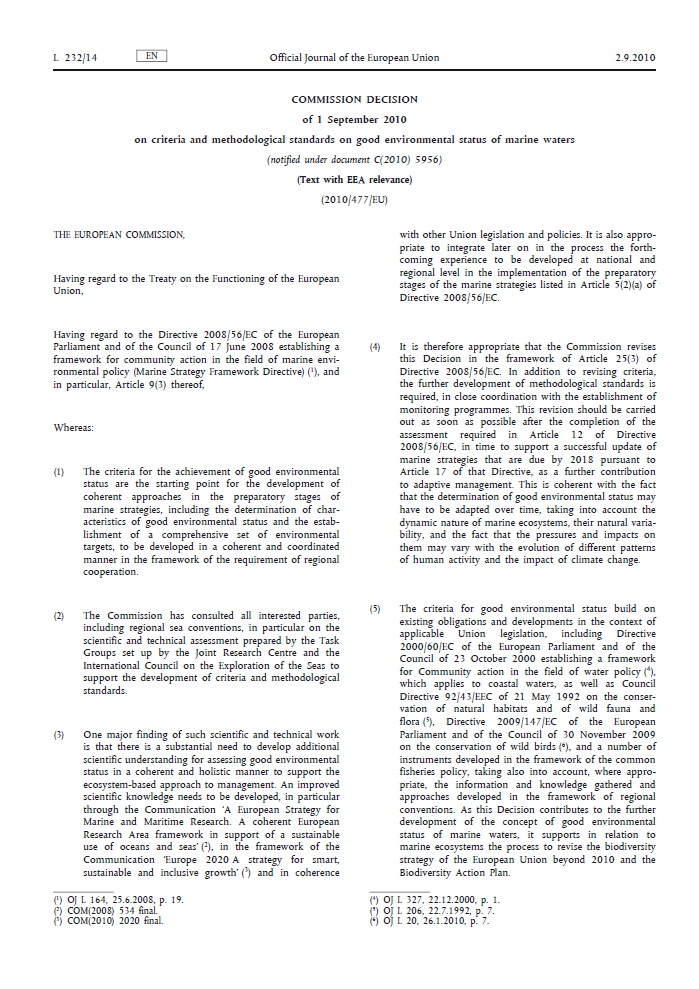 L 232/14
EN
Official Journal of the European Union
2.9.2010
COMMISSION DECISION
of 1 September 2010
on criteria and methodological standards on good environmental status of marine waters
(notified under document C(2010) 5956)
(Text with EEA relevance)
(2010/477/EU)
THE EUROPEAN COMMISSION,
Having regard to the Treaty on the Functioning of the European
Union,
Having regard to the Directive 2008/56/EC of the European
Parliament and of the Council of 17 June 2008 establishing a
framework for community action in the field of marine envi-
ronmental policy (Marine Strategy Framework Directive) (¹), and
in particular, Article 9(3) thereof,
Whereas:
(1) The criteria for the achievement of good environmental
status are the starting point for the development of
coherent approaches in the preparatory stages of
marine strategies, including the determination of char-
acteristics of good environmental status and the estab-
lishment of a comprehensive set of environmental
targets, to be developed in a coherent and coordinated
manner in the framework of the requirement of regional
cooperation.
(2) The Commission has consulted all interested parties,
including regional sea conventions, in particular on the
scientific and technical assessment prepared by the Task
Groups set up by the Joint Research Centre and the
International Council on the Exploration of the Seas to
support the development of criteria and methodological
standards.
(3) One major finding of such scientific and technical work
is that there is a substantial need to develop additional
scientific understanding for assessing good environmental
status in a coherent and holistic manner to support the
ecosystem-based approach to management. An improved
scientific knowledge needs to be developed, in particular
through the Communication 'A European Strategy for
Marine and Maritime Research. A coherent European
Research Area framework in support of a sustainable
use of oceans and seas' (²), in the framework of the
Communication 'Europe 2020 A strategy for smart,
sustainable and inclusive growth' (³) and in coherence
(¹) OJ L 164, 25.6.2008, p. 19.
(²) COM(2008) 534 final.
(³) COM(2010) 2020 final.
with other Union legislation and policies. It is also appro-
priate to integrate later on in the process the forth-
coming experience to be developed at national and
regional level in the implementation of the preparatory
stages of the marine strategies listed in Article 5(2)(a) of
Directive 2008/56/EC.
(4) It is therefore appropriate that the Commission revises
this Decision in the framework of Article 25(3) of
Directive 2008/56/EC. In addition to revising criteria,
the further development of methodological standards is
required, in close coordination with the establishment of
monitoring programmes. This revision should be carried
out as soon as possible after the completion of the
assessment required in Article 12 of Directive
2008/56/EC, in time to support a successful update of
marine strategies that are due by 2018 pursuant to
Article 17 of that Directive, as a further contribution
to adaptive management. This is coherent with the fact
that the determination of good environmental status may
have to be adapted over time, taking into account the
dynamic nature of marine ecosystems, their natural varia-
bility, and the fact that the pressures and impacts on
them may vary with the evolution of different patterns
of human activity and the impact of climate change.
(5) The criteria for good environmental status build on
existing obligations and developments in the context of
applicable Union legislation, including Directive
2000/60/EC of the European Parliament and of the
Council of 23 October 2000 establishing a framework
for Community action in the field of water policy (⁴),
which applies to coastal waters, as well as Council
Directive 92/43/EEC of 21 May 1992 on the conser-
vation of natural habitats and of wild fauna and
flora (⁵), Directive 2009/147/EC of the European
Parliament and of the Council of 30 November 2009
on the conservation of wild birds (⁶), and a number of
instruments developed in the framework of the common
fisheries policy, taking also into account, where appro-
priate, the information and knowledge gathered and
approaches developed in the framework of regional
conventions. As this Decision contributes to the further
development of the concept of good environmental
status of marine waters, it supports in relation to
marine ecosystems the process to revise the biodiversity
strategy of the European Union beyond 2010 and the
Biodiversity Action Plan.
(⁴) OJ L 327, 22.12.2000, p. 1.
(⁵) OJ L 206, 22.7.1992, p. 7.
(⁶) OJ L 20, 26.1.2010, p. 7.